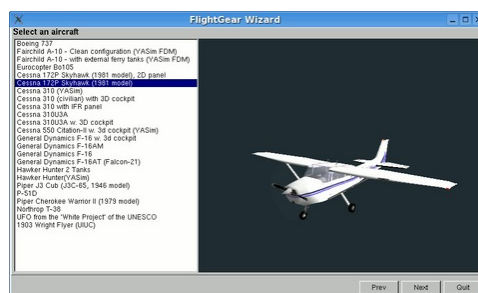 FlightGear Wizard
Select an aircraft
Boeing 737
Fairchild A-10 - Clean configuration (YASim FDM)
Fairchild A-10 - with external ferry tanks (YASim FDM)
Eurocopter Bo105
Cessna 172P Skyhawk (1981 model), 2D panel
Cessna 172P Skyhawk (1981 model)
Cessna 310 (YASim)
Cessna 310 (civilian) with 3D cockpit
Cessna 310 with IFR panel
Cessna 310U3A
Cessna 310U3A w. 3D cockpit
Cessna 550 Citation-II w. 3d cockpit (YASim)
General Dynamics F-16 w. 3d cockpit
General Dynamics F-16AM
General Dynamics F-16
General Dynamics F-16AT (Falcon-21)
Hawker Hunter 2 Tanks
Hawker Hunter(YASim)
Piper J3 Cub (J3C-65, 1946 model)
P-51D
Piper Cherokee Warrior II (1979 model)
Northrop T-38
UFO from the 'White Project' of the UNESCO
1903 Wright Flyer (UIUC)
Prev Next Quit